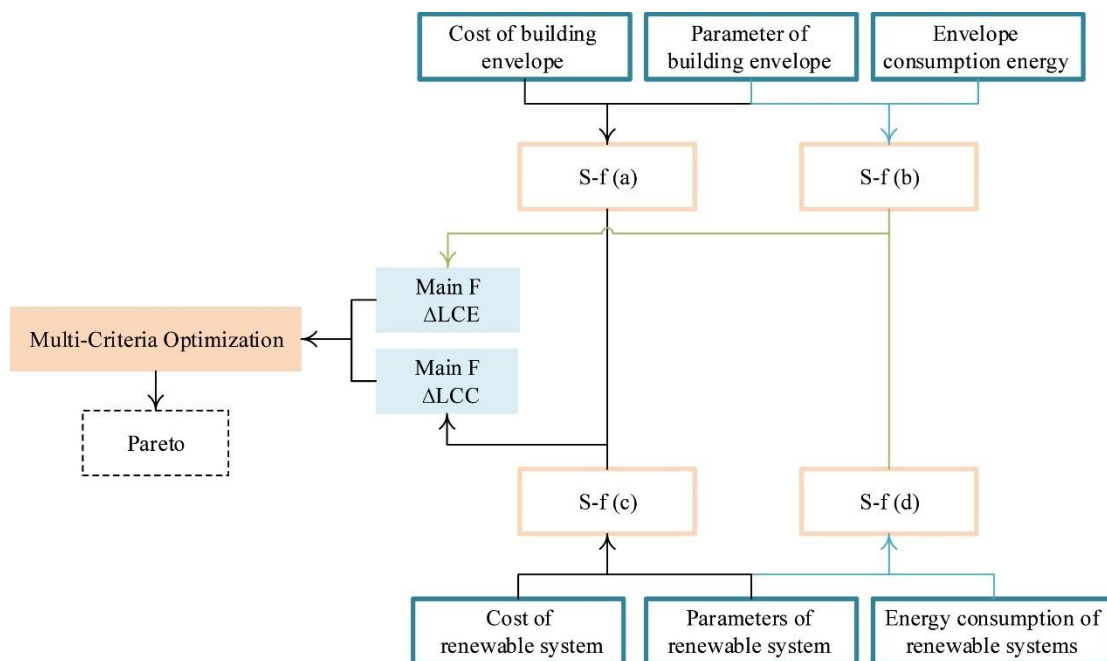 Cost of building
envelope
Parameter of
building envelope
Envelope
consumption energy
S-f (a)
S-f (b)
Main F
ΔLCE
Multi-Criteria Optimization
Main F
ΔLCC
Pareto
S-f (c)
S-f (d)
Cost of
renewable system
Parameters of
renewable system
Energy consumption of
renewable systems